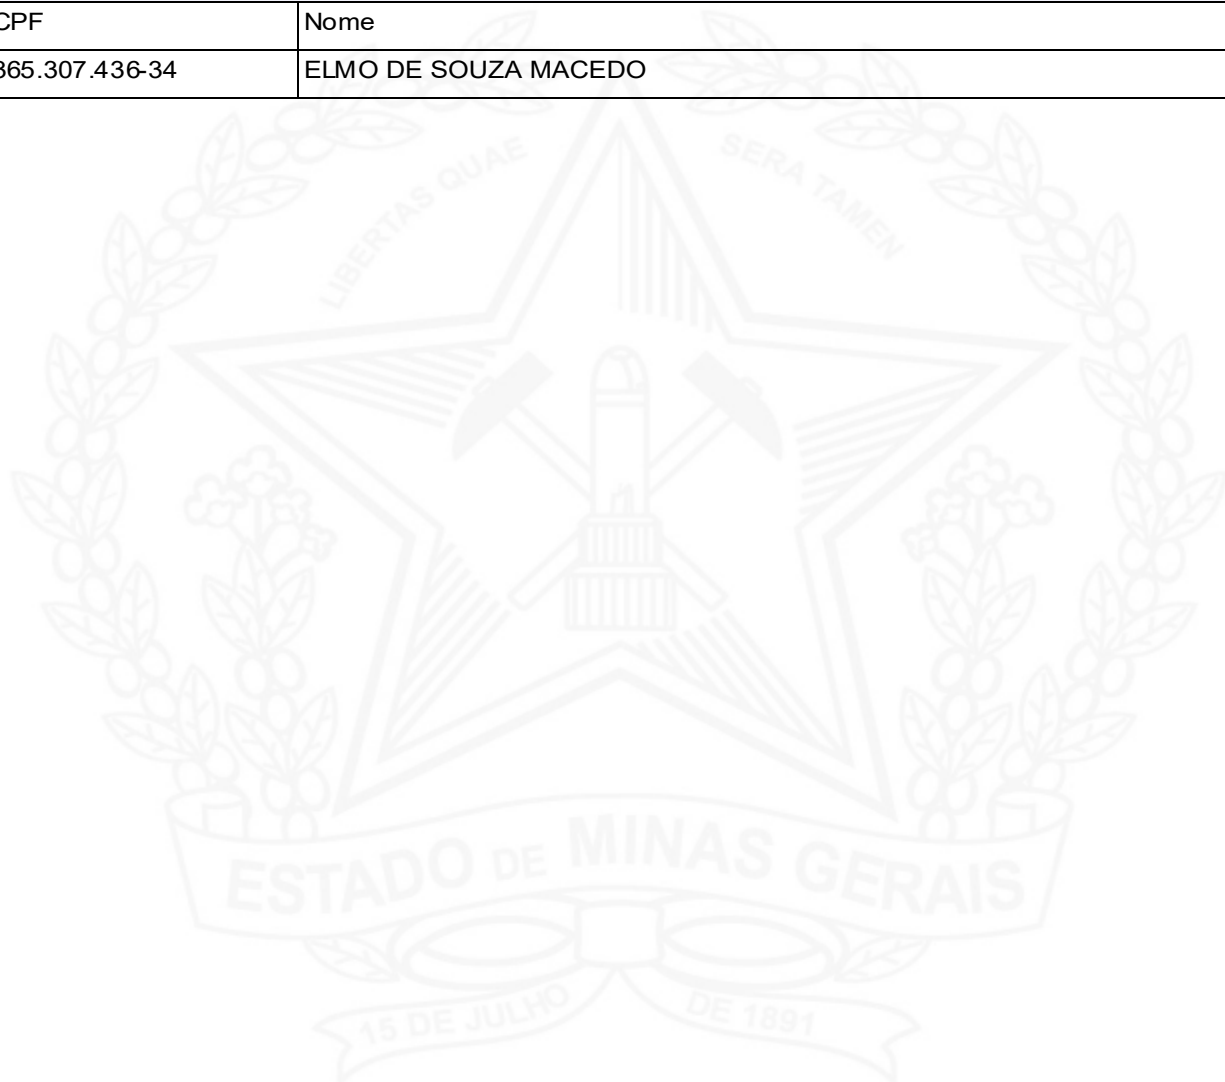 CPF Nome
365.307.436-34 ELMO DE SOUZA MACEDO
LIBERTAS QUAE SERA TAMEN
ESTADO DE MINAS GERAIS
15 DE JULHO DE 1891